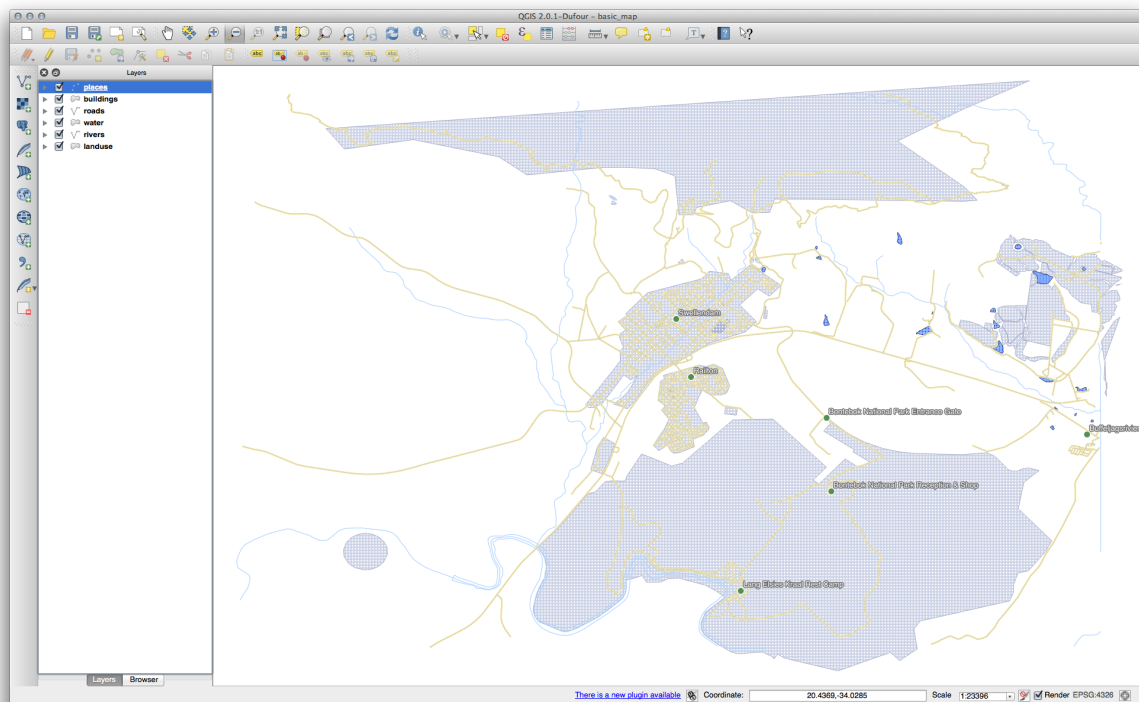 QGIS 2.0.1-Dufour - basic_map
Layers
places
buildings
roads
water
rivers
landuse
Swellendam
Railton
Bontebok National Park Entrance Gate
Buffeljagsrivier
Bontebok National Park Reception & Shop
Lang Elsies Kraal Rest Camp
Layers
Browser
There is a new plugin available
Coordinate:
20.4369,-34.0285
Scale
1:23396
Render
EPSG:4326